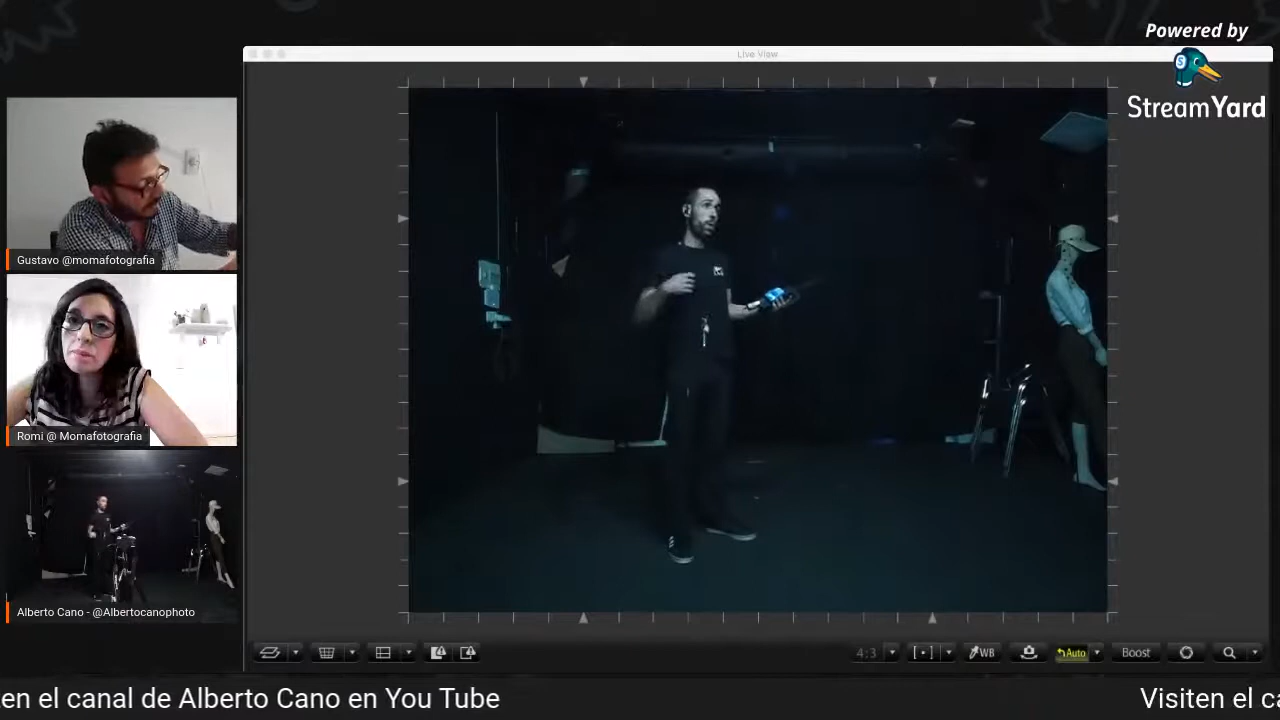 Powered by
StreamYard
Live View
Gustavo @momafotografia
Romi @ Momafotografia
Alberto Cano - @Albertocanophoto
4:3
WB
Auto
Boost
en el canal de Alberto Cano en You Tube
Visiten el ca